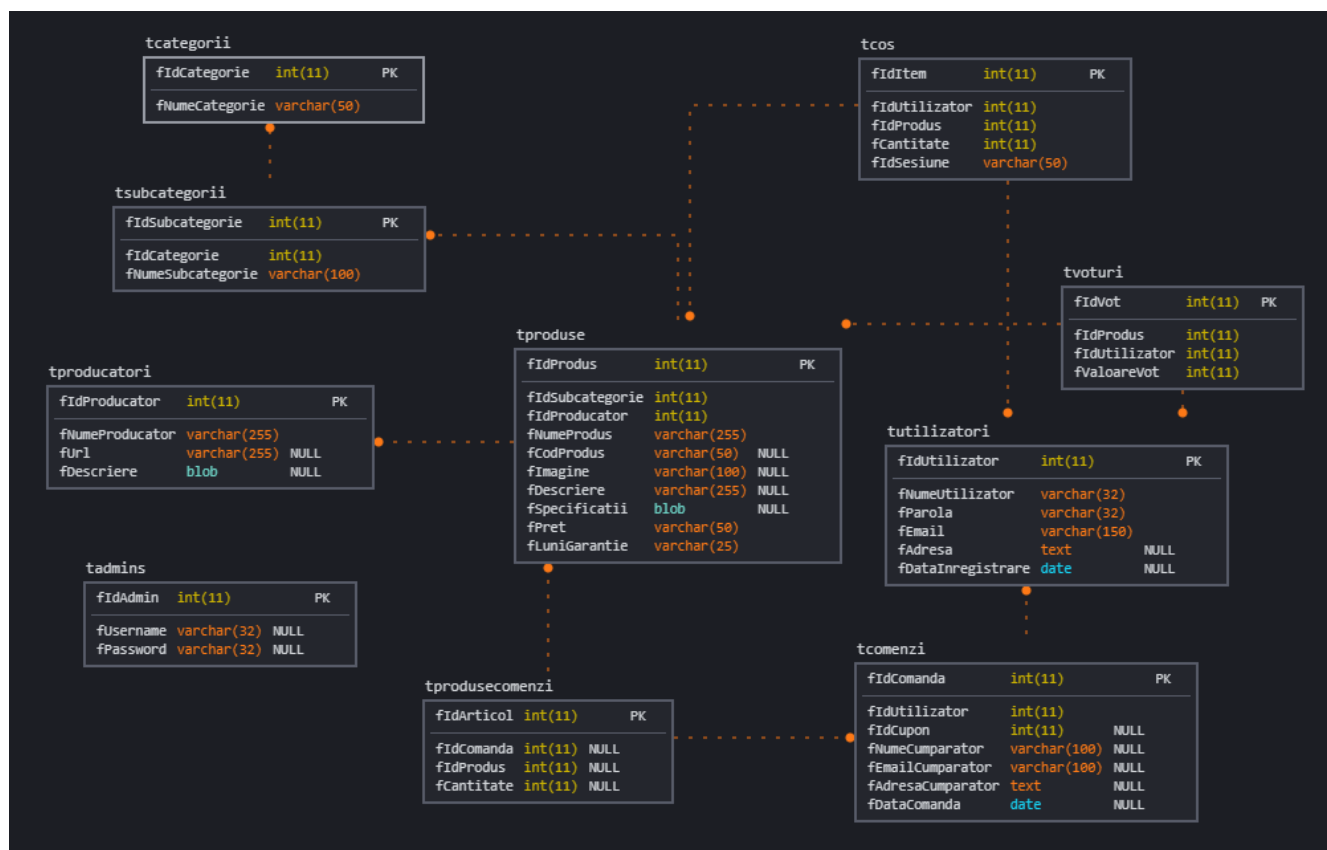 tcategorii
fIdCategorie int(11) PK
fNumeCategorie varchar(50)
tcos
fIdItem int(11) PK
fIdUtilizator int(11)
fIdProdus int(11)
fCantitate int(11)
fIdSesiune varchar(50)
tsubcategorii
fIdSubcategorie int(11) PK
fIdCategorie int(11)
fNumeSubcategorie varchar(100)
tvoturi
fIdVot int(11) PK
fIdProdus int(11)
fIdUtilizator int(11)
fValoareVot int(11)
tproduse
fIdProdus int(11) PK
fIdSubcategorie int(11)
fIdProducator int(11)
fNumeProdus varchar(255)
fCodProdus varchar(50) NULL
fImagine varchar(100) NULL
fDescriere varchar(255) NULL
fSpecificatii blob NULL
fPret varchar(50)
fLuniGarantie varchar(25)
tproducatori
fIdProducator int(11) PK
fNumeProducator varchar(255)
fUrl varchar(255) NULL
fDescriere blob NULL
tutilizatori
fIdUtilizator int(11) PK
fNumeUtilizator varchar(32)
fParola varchar(32)
fEmail varchar(150)
fAdresa text NULL
fDataInregistrare date NULL
tadmins
fIdAdmin int(11) PK
fUsername varchar(32) NULL
fPassword varchar(32) NULL
tprodusecomenzi
fIdArticol int(11) PK
fIdComanda int(11) NULL
fIdProdus int(11) NULL
fCantitate int(11) NULL
tcomenzi
fIdComanda int(11) PK
fIdUtilizator int(11)
fIdCupon int(11) NULL
fNumeCumparator varchar(100) NULL
fEmailCumparator varchar(100) NULL
fAdresaCumparator text NULL
fDataComanda date NULL